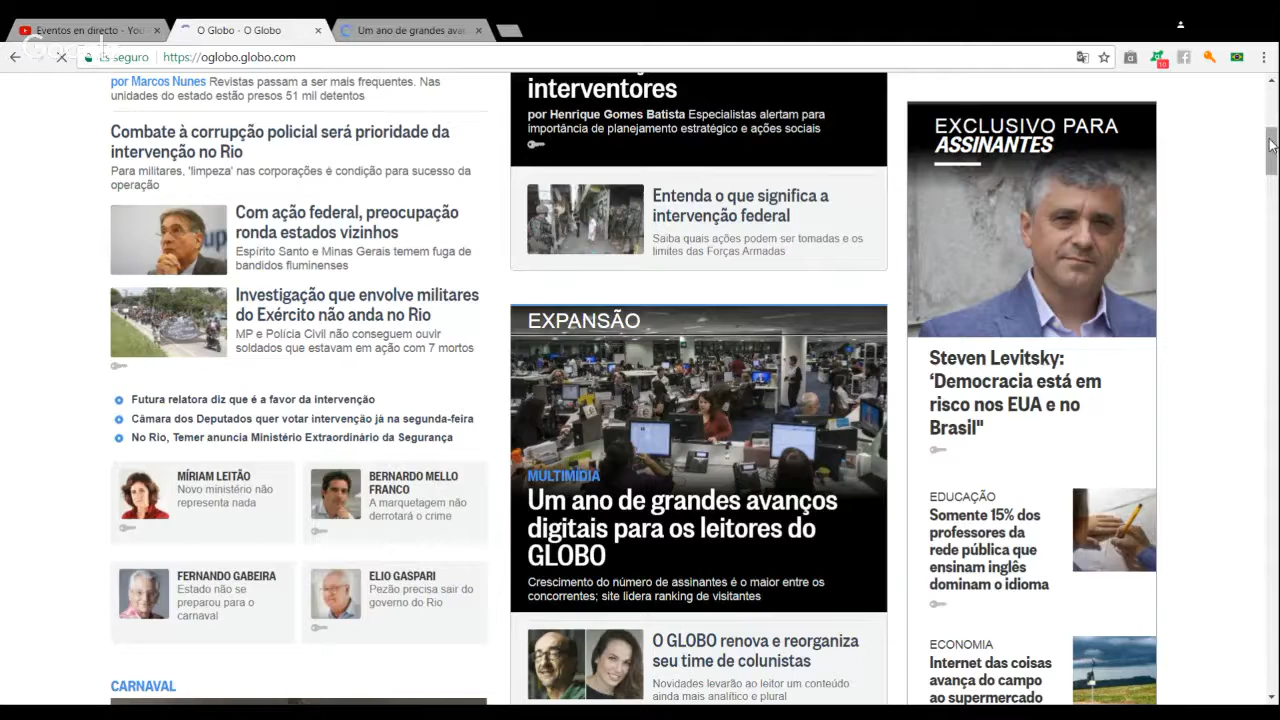 Eventos en directo - You
O Globo - O Globo
Um ano de grandes avan
Es seguro
https://oglobo.globo.com
10
por Marcos Nunes Revistas passam a ser mais frequentes. Nas
unidades do estado estão presos 51 mil detentos
Combate à corrupção policial será prioridade da
intervenção no Rio
Para militares, 'limpeza' nas corporações é condição para sucesso da
operação
Com ação federal, preocupação
ronda estados vizinhos
Espírito Santo e Minas Gerais temem fuga de
bandidos fluminenses
Investigação que envolve militares
do Exército não anda no Rio
MP e Polícia Civil não conseguem ouvir
soldados que estavam em ação com 7 mortos
Futura relatora diz que é a favor da intervenção
Câmara dos Deputados quer votar intervenção já na segunda-feira
No Rio, Temer anuncia Ministério Extraordinário da Segurança
MÍRIAM LEITÃO
Novo ministério não
representa nada
BERNARDO MELLO
FRANCO
A marquetagem não
derrotará o crime
FERNANDO GABEIRA
Estado não se
preparou para o
carnaval
ELIO GASPARI
Pezão precisa sair do
governo do Rio
CARNAVAL
interventores
por Henrique Gomes Batista Especialistas alertam para
importância de planejamento estratégico e ações sociais
Entenda o que significa a
intervenção federal
Saiba quais ações podem ser tomadas e os
limites das Forças Armadas
EXPANSÃO
MULTIMÍDIA
Um ano de grandes avanços
digitais para os leitores do
GLOBO
Crescimento do número de assinantes é o maior entre os
concorrentes; site lidera ranking de visitantes
O GLOBO renova e reorganiza
seu time de colunistas
Novidades levarão ao leitor um conteúdo
ainda mais analítico e plural
EXCLUSIVO PARA
ASSINANTES
Steven Levitsky:
‘Democracia está em
risco nos EUA e no
Brasil"
EDUCAÇÃO
Somente 15% dos
professores da
rede pública que
ensinam inglês
dominam o idioma
ECONOMIA
Internet das coisas
avança do campo
ao supermercado